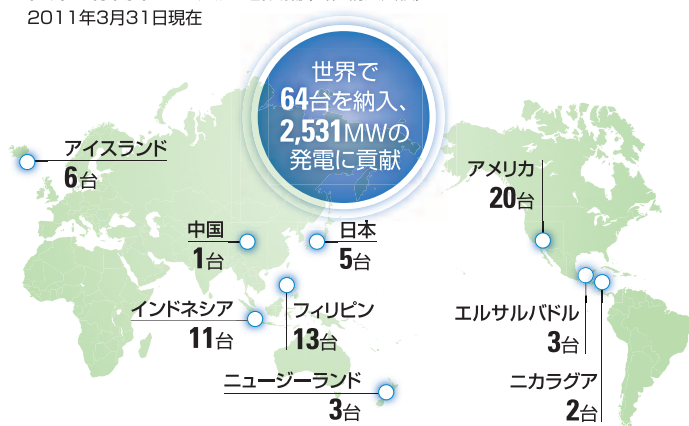 2011年3月31日現在
世界で
64台を納入、
2,531MWの
発電に貢献
アイスランド
6台
中国
1台
日本
5台
アメリカ
20台
インドネシア
11台
フィリピン
13台
エルサルバドル
3台
ニュージーランド
3台
ニカラグア
2台